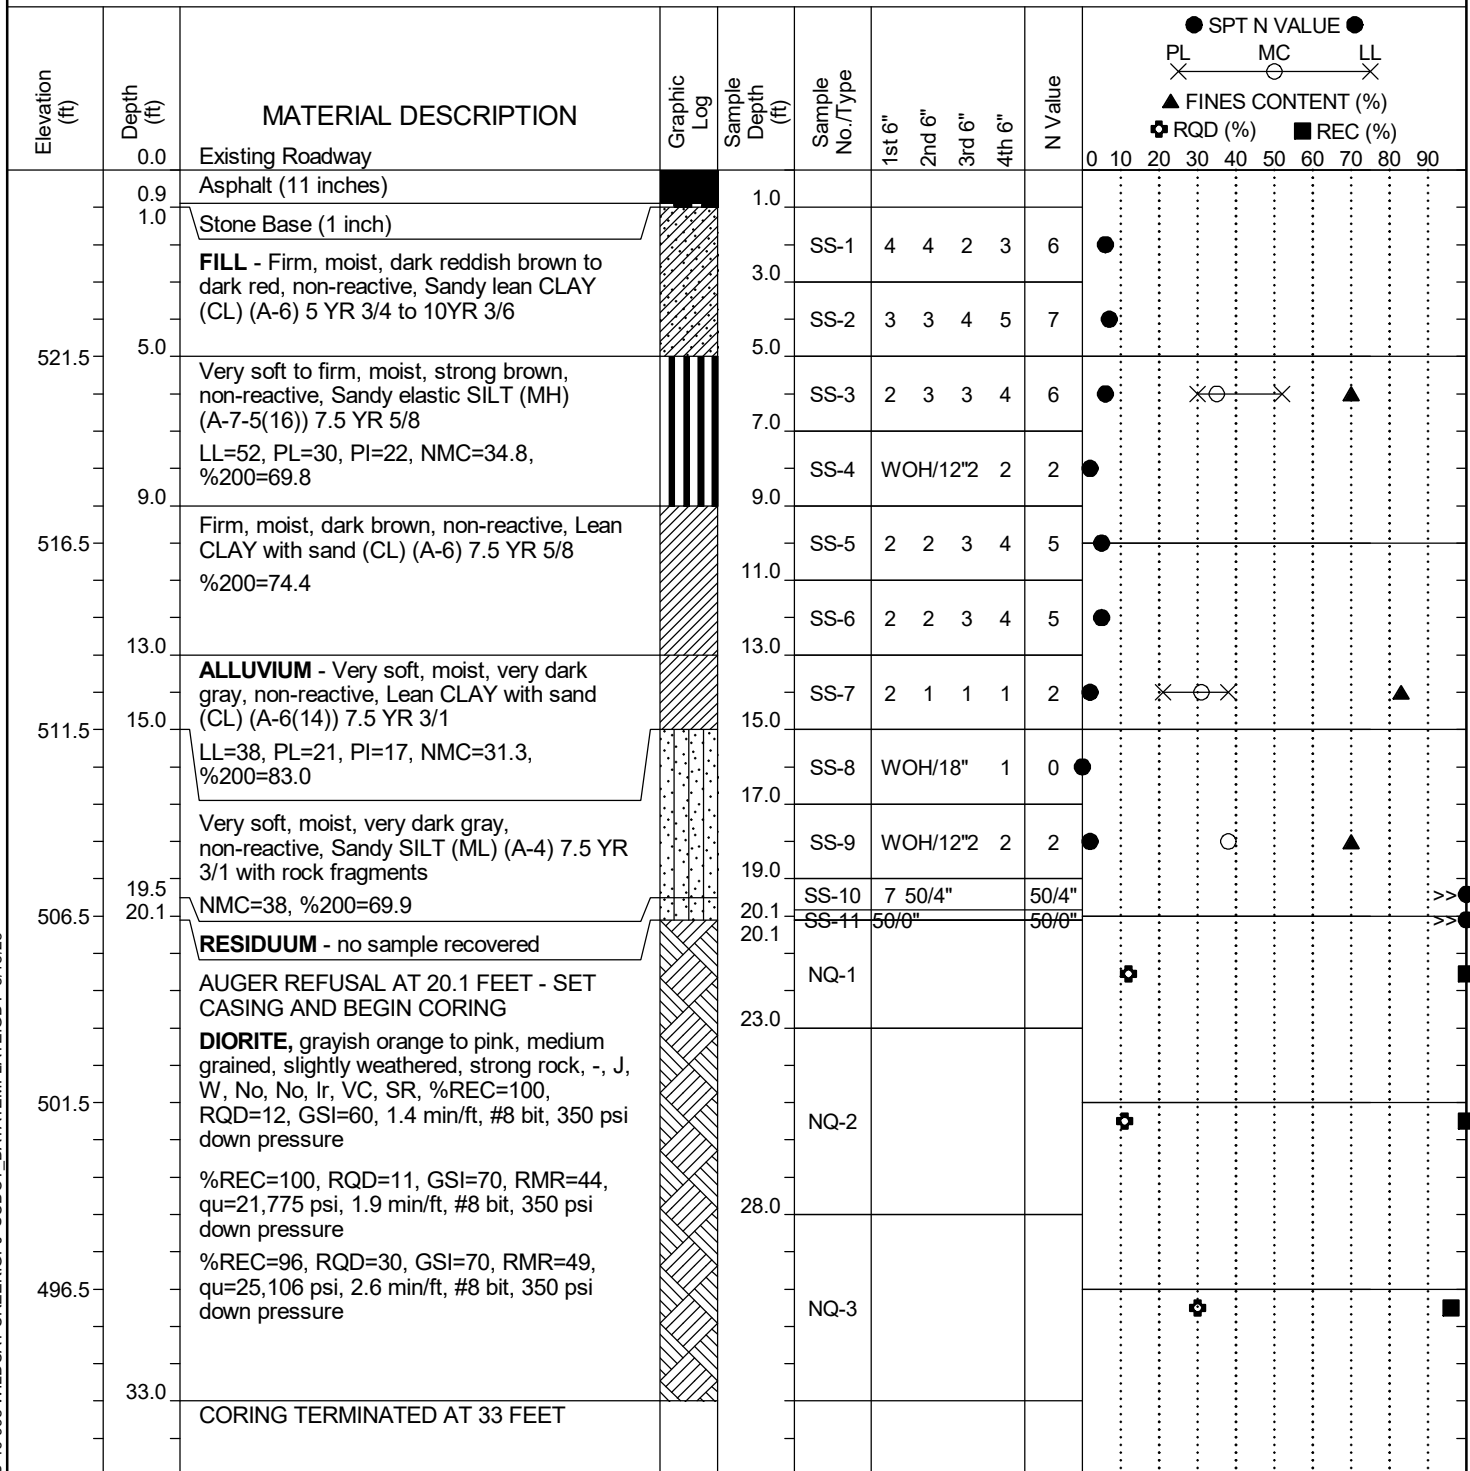 ● SPT N VALUE ●
PL MC LL
▲ FINES CONTENT (%)
RQD (%) ■ REC (%)
Elevation (ft)
Depth (ft)
MATERIAL DESCRIPTION
Graphic Log
Sample Depth (ft)
Sample No./Type
1st 6"
2nd 6"
3rd 6"
4th 6"
N Value
0 10 20 30 40 50 60 70 80 90
0.0 Existing Roadway
Asphalt (11 inches)
0.9
1.0
1.0
Stone Base (1 inch)
FILL - Firm, moist, dark reddish brown to
dark red, non-reactive, Sandy lean CLAY
(CL) (A-6) 5 YR 3/4 to 10YR 3/6
SS-1 4 4 2 3 6
3.0
SS-2 3 3 4 5 7
521.5
5.0
5.0
Very soft to firm, moist, strong brown,
non-reactive, Sandy elastic SILT (MH)
(A-7-5(16)) 7.5 YR 5/8
LL=52, PL=30, PI=22, NMC=34.8,
%200=69.8
SS-3 2 3 3 4 6
7.0
SS-4 WOH/12"2 2 2
9.0
9.0
Firm, moist, dark brown, non-reactive, Lean
CLAY with sand (CL) (A-6) 7.5 YR 5/8
%200=74.4
516.5
SS-5 2 2 3 4 5
11.0
SS-6 2 2 3 4 5
13.0
13.0
ALLUVIUM - Very soft, moist, very dark
gray, non-reactive, Lean CLAY with sand
(CL) (A-6(14)) 7.5 YR 3/1
LL=38, PL=21, PI=17, NMC=31.3,
%200=83.0
SS-7 2 1 1 1 2
511.5
15.0
15.0
SS-8 WOH/18" 1 0
17.0
Very soft, moist, very dark gray,
non-reactive, Sandy SILT (ML) (A-4) 7.5 YR
3/1 with rock fragments
NMC=38, %200=69.9
SS-9 WOH/12"2 2 2
19.0
19.5
SS-10 7 50/4" 50/4" >>
506.5
20.1
20.1
SS-11 50/0" 50/0" >>
20.1
RESIDUUM - no sample recovered
AUGER REFUSAL AT 20.1 FEET - SET
CASING AND BEGIN CORING
NQ-1
23.0
DIORITE, grayish orange to pink, medium
grained, slightly weathered, strong rock, -, J,
W, No, No, Ir, VC, SR, %REC=100,
RQD=12, GSI=60, 1.4 min/ft, #8 bit, 350 psi
down pressure
501.5
NQ-2
%REC=100, RQD=11, GSI=70, RMR=44,
qu=21,775 psi, 1.9 min/ft, #8 bit, 350 psi
down pressure
28.0
%REC=96, RQD=30, GSI=70, RMR=49,
qu=25,106 psi, 2.6 min/ft, #8 bit, 350 psi
down pressure
496.5
NQ-3
33.0
CORING TERMINATED AT 33 FEET